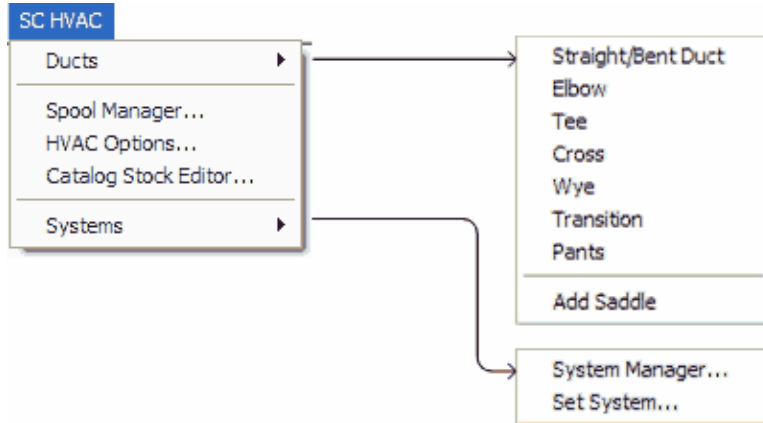 SC HVAC
Ducts
Spool Manager...
HVAC Options...
Catalog Stock Editor...
Systems
Straight/Bent Duct
Elbow
Tee
Cross
Wye
Transition
Pants
Add Saddle
System Manager...
Set System...